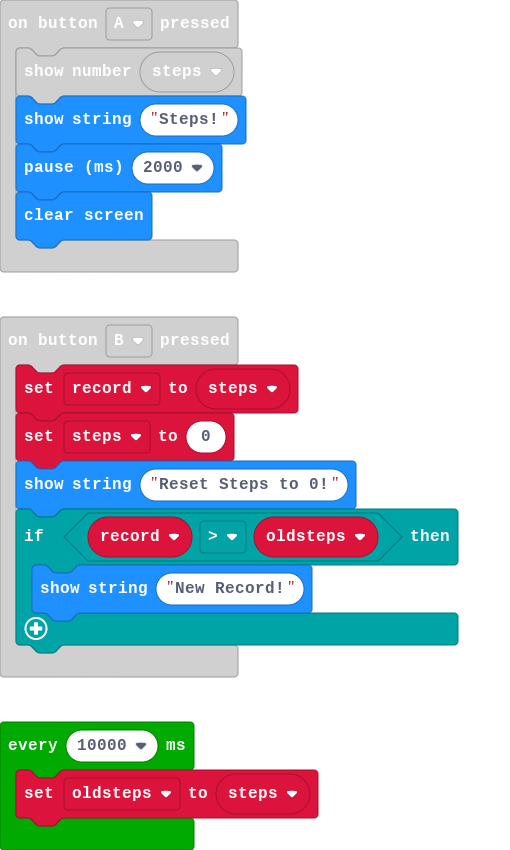 on button A pressed
show number steps
show string "Steps!"
pause (ms) 2000
clear screen
on button B pressed
set record to steps
set steps to 0
show string "Reset Steps to 0!"
if record > oldsteps then
show string "New Record!"
every 10000 ms
set oldsteps to steps